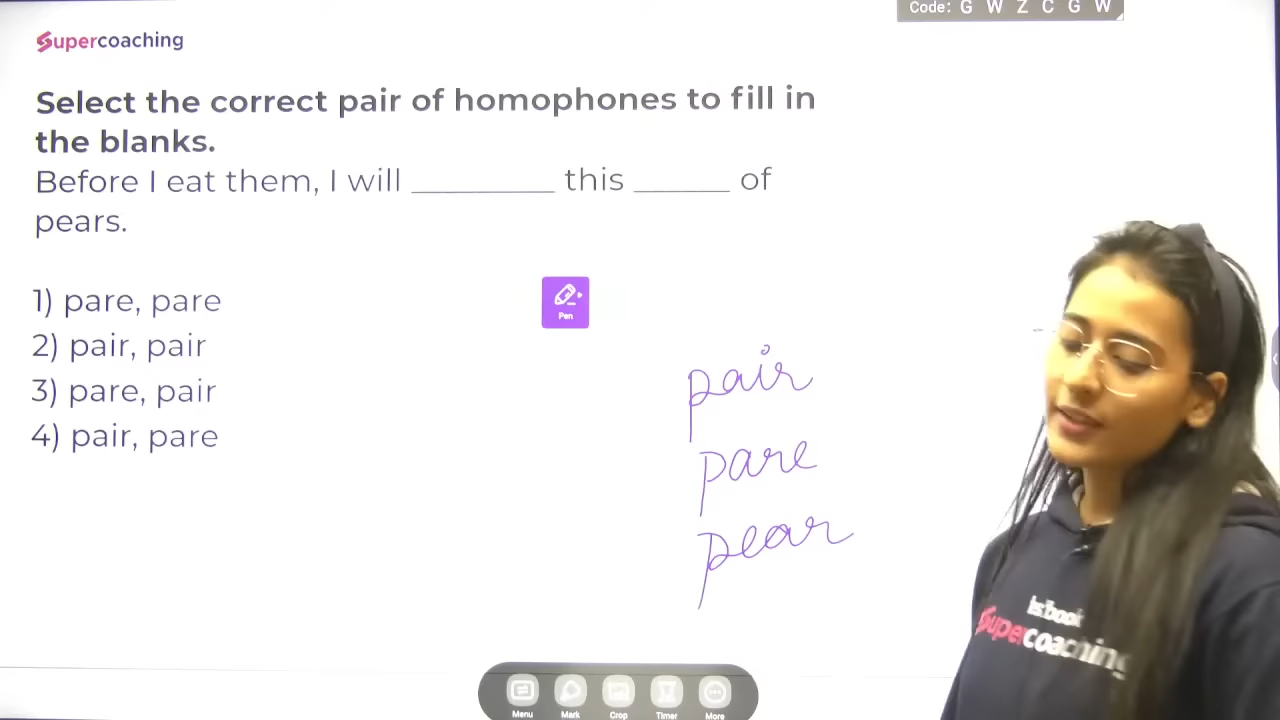 Code: G W Z C G W
Supercoaching
Select the correct pair of homophones to fill in
the blanks.
Before I eat them, I will _________ this ______ of
pears.
1) pare, pare
2) pair, pair
3) pare, pair
4) pair, pare
Pen
pair
pare
pear
Supercoaching
Menu Mark Crop Timer More